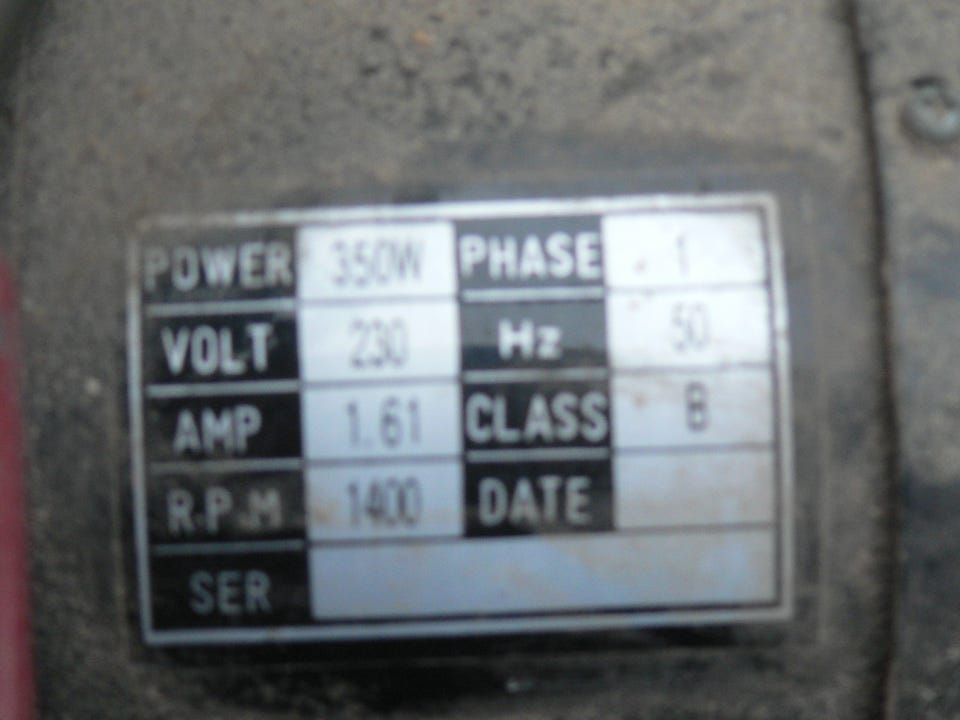 POWER 350W PHASE 1
VOLT 230 Hz 50
AMP 1.61 CLASS B
R.P.M 1400 DATE
SER